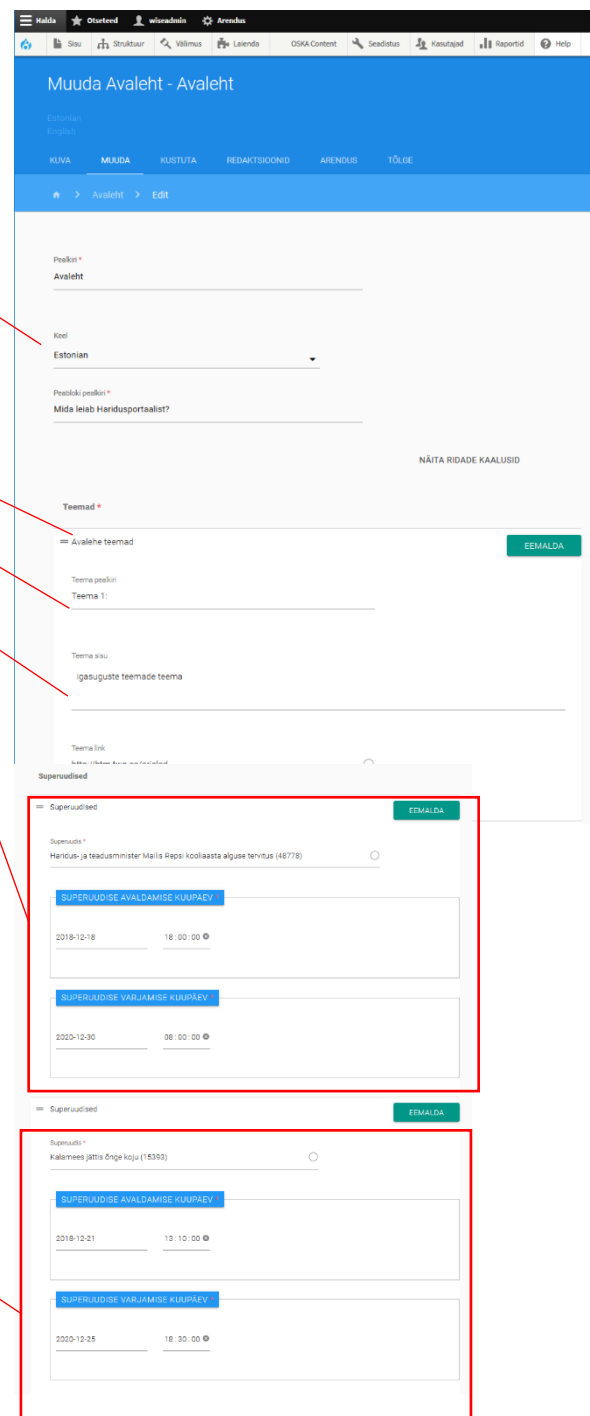 Halda Otseteed wiseadmin Arendus
Sisu Struktuur Välimus Laienda OSKA Content Seadistus Kasutajad Raportid Help
Muuda Avaleht - Avaleht
Estonian
English
KUVA MUUDA KUSTUTA REDAKTSIOONID ARENDUS TÕLGE
> Avaleht > Edit
Pealkiri *
Avaleht
Keel
Estonian
Peabloki pealkiri *
Mida leiab Haridusportaalist?
NÄITA RIDADE KAALUSID
Teemad *
Avalehe teemad EEMALDA
Teema pealkiri
Teema 1:
Teema sisu
igasuguste teemade teema
Teema link
Superuudised
Superuudised EEMALDA
Superuudis *
Haridus- ja teadusminister Mailis Repsi kooliaasta alguse tervitus (48778)
SUPERUUDISE AVALDAMISE KUUPÄEV *
2018-12-18 18:00:00
SUPERUUDISE VARJAMISE KUUPÄEV *
2020-12-30 08:00:00
Superuudised EEMALDA
Superuudis *
Kalamees jättis õnge koju (15393)
SUPERUUDISE AVALDAMISE KUUPÄEV *
2018-12-21 13:10:00
SUPERUUDISE VARJAMISE KUUPÄEV *
2020-12-25 18:30:00